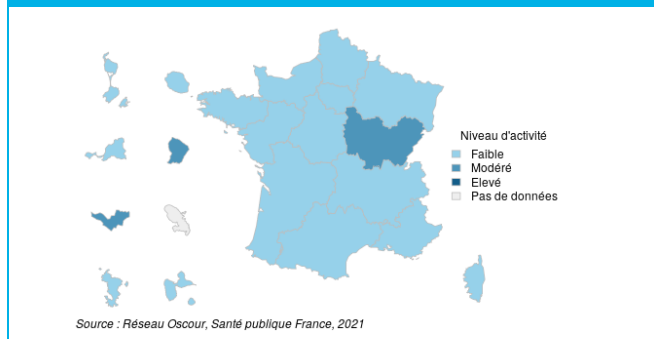 Niveau d'activité
Faible
Modéré
Elevé
Pas de données
Source : Réseau Oscour, Santé publique France, 2021